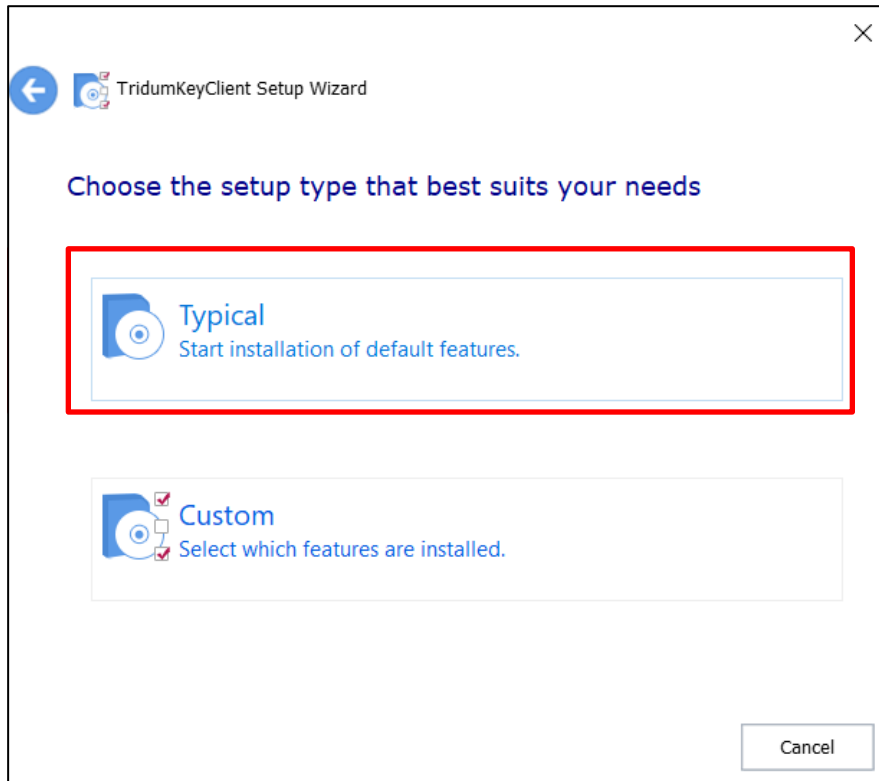 TridumKeyClient Setup Wizard
Choose the setup type that best suits your needs
Typical
Start installation of default features.
Custom
Select which features are installed.
Cancel